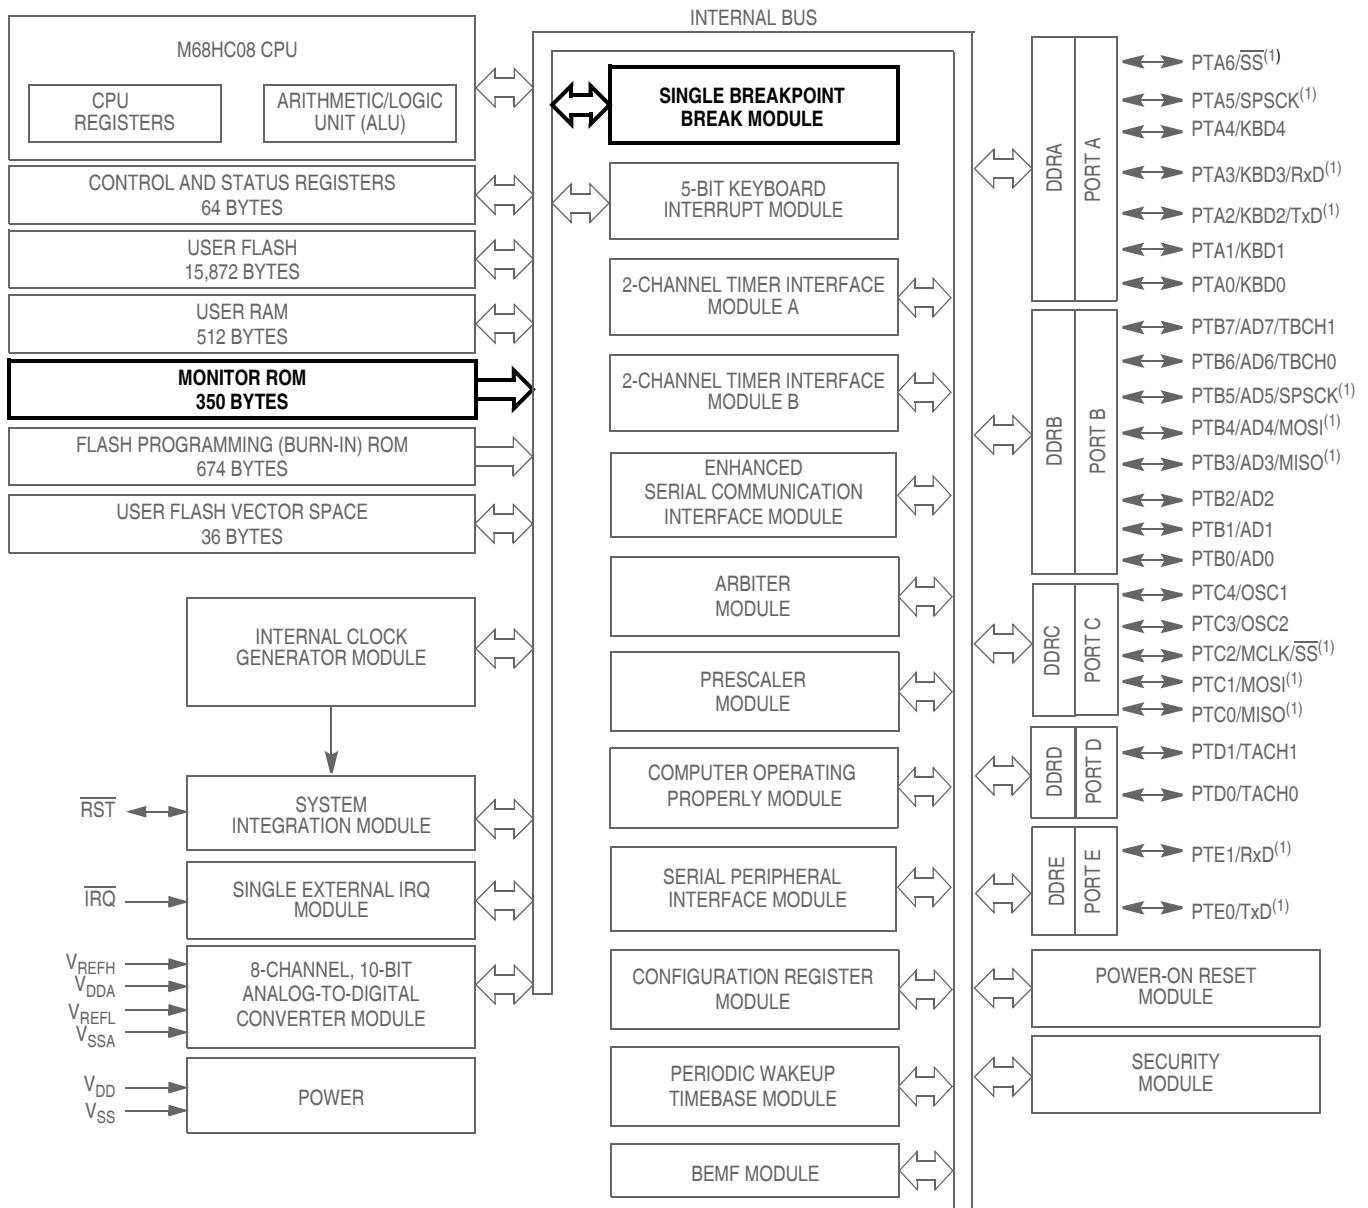 INTERNAL BUS
M68HC08 CPU
CPU
REGISTERS
ARITHMETIC/LOGIC
UNIT (ALU)
CONTROL AND STATUS REGISTERS
64 BYTES
USER FLASH
15,872 BYTES
USER RAM
512 BYTES
MONITOR ROM
350 BYTES
FLASH PROGRAMMING (BURN-IN) ROM
674 BYTES
USER FLASH VECTOR SPACE
36 BYTES
INTERNAL CLOCK
GENERATOR MODULE
RST
SYSTEM
INTEGRATION MODULE
IRQ
SINGLE EXTERNAL IRQ
MODULE
VREFH
VDDA
VREFL
VSSA
8-CHANNEL, 10-BIT
ANALOG-TO-DIGITAL
CONVERTER MODULE
VDD
VSS
POWER
SINGLE BREAKPOINT
BREAK MODULE
5-BIT KEYBOARD
INTERRUPT MODULE
2-CHANNEL TIMER INTERFACE
MODULE A
2-CHANNEL TIMER INTERFACE
MODULE B
ENHANCED
SERIAL COMMUNICATION
INTERFACE MODULE
ARBITER
MODULE
PRESCALER
MODULE
COMPUTER OPERATING
PROPERLY MODULE
SERIAL PERIPHERAL
INTERFACE MODULE
CONFIGURATION REGISTER
MODULE
PERIODIC WAKEUP
TIMEBASE MODULE
BEMF MODULE
DDRA
PORT A
PTA6/SS(1)
PTA5/SPSCK(1)
PTA4/KBD4
PTA3/KBD3/RxD(1)
PTA2/KBD2/TxD(1)
PTA1/KBD1
PTA0/KBD0
DDRB
PORT B
PTB7/AD7/TBCH1
PTB6/AD6/TBCH0
PTB5/AD5/SPSCK(1)
PTB4/AD4/MOSI(1)
PTB3/AD3/MISO(1)
PTB2/AD2
PTB1/AD1
PTB0/AD0
DDRC
PORT C
PTC4/OSC1
PTC3/OSC2
PTC2/MCLK/SS(1)
PTC1/MOSI(1)
PTC0/MISO(1)
DDRD
PORT D
PTD1/TACH1
PTD0/TACH0
DDRE
PORT E
PTE1/RxD(1)
PTE0/TxD(1)
POWER-ON RESET
MODULE
SECURITY
MODULE